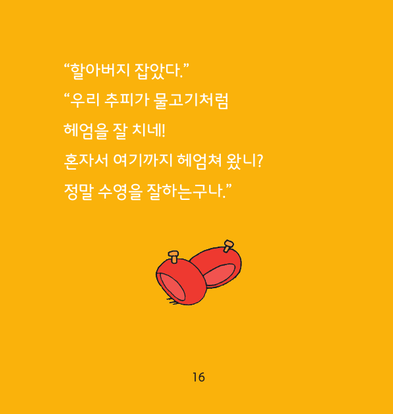 “할아버지 잡았다.”
“우리 추피가 물고기처럼
헤엄을 잘 치네!
혼자서 여기까지 헤엄쳐 왔니?
정말 수영을 잘하는구나.”
16